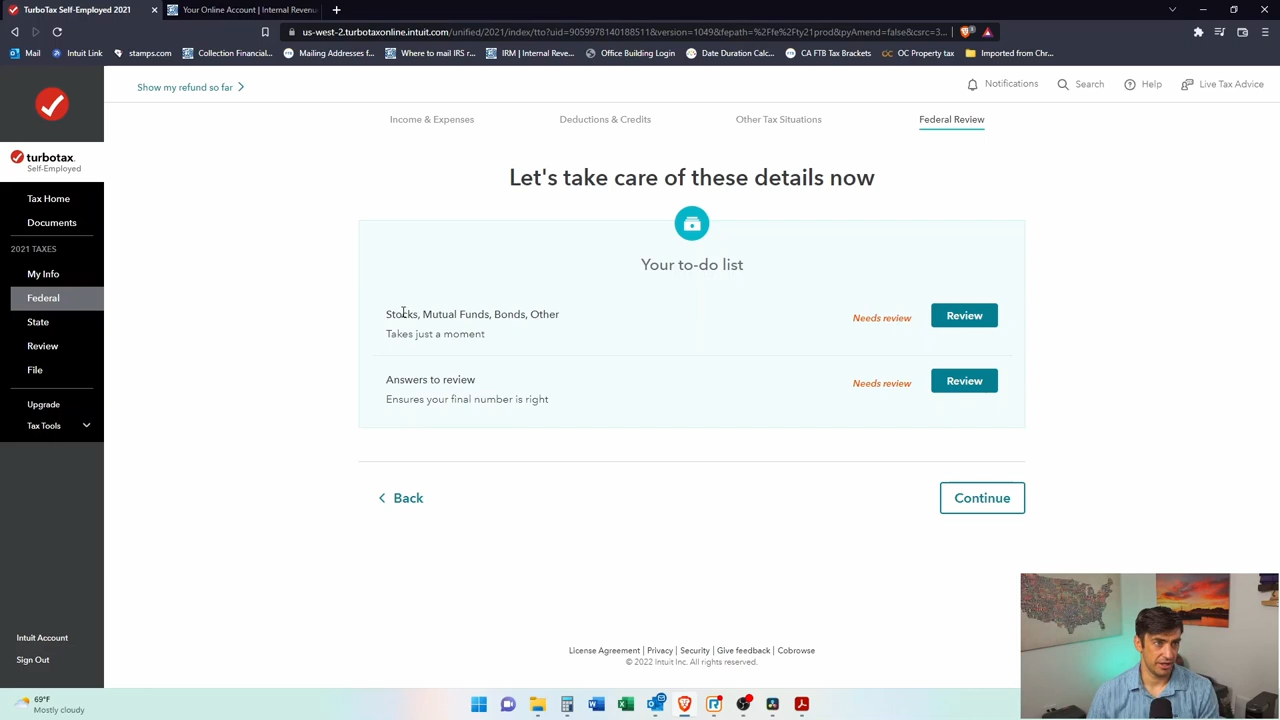 TurboTax Self-Employed 2021
Your Online Account | Internal Revenu
us-west-2.turbotaxonline.intuit.com/unified/2021/index/tto?uid=9059978140188511&version=1049&fepath=%2Ffe%2Fty21prod&pyAmend=false&csrc=3...
Mail
Intuit Link
stamps.com
Collection Financial...
Mailing Addresses f...
Where to mail IRS r...
IRM | Internal Reve...
Office Building Login
Date Duration Calc...
CA FTB Tax Brackets
OC Property tax
Imported from Chr...
Show my refund so far
Notifications
Search
Help
Live Tax Advice
turbotax
Self-Employed
Tax Home
Documents
2021 TAXES
My Info
Federal
State
Review
File
Upgrade
Tax Tools
Intuit Account
Sign Out
Income & Expenses
Deductions & Credits
Other Tax Situations
Federal Review
Let's take care of these details now
Your to-do list
Stocks, Mutual Funds, Bonds, Other
Takes just a moment
Needs review
Review
Answers to review
Ensures your final number is right
Needs review
Review
Back
Continue
License Agreement | Privacy | Security | Give feedback | Cobrowse
© 2022 Intuit Inc. All rights reserved.
69°F
Mostly cloudy